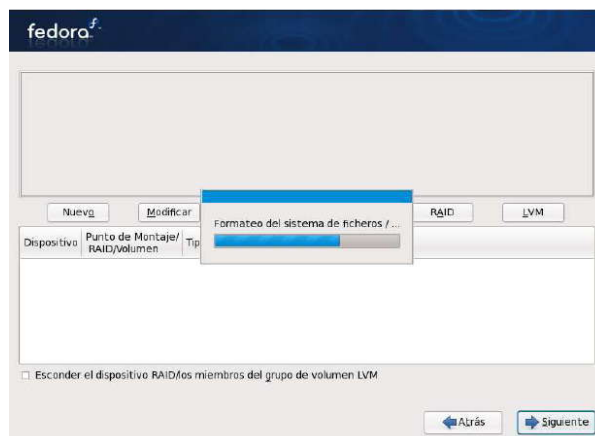 fedora
Nuevo
Modificar
RAID
LVM
Formateo del sistema de ficheros / ...
Dispositivo
Punto de Montaje/
RAID/Volumen
Tip
Esconder el dispositivo RAID/los miembros del grupo de volumen LVM
Atrás
Siguiente